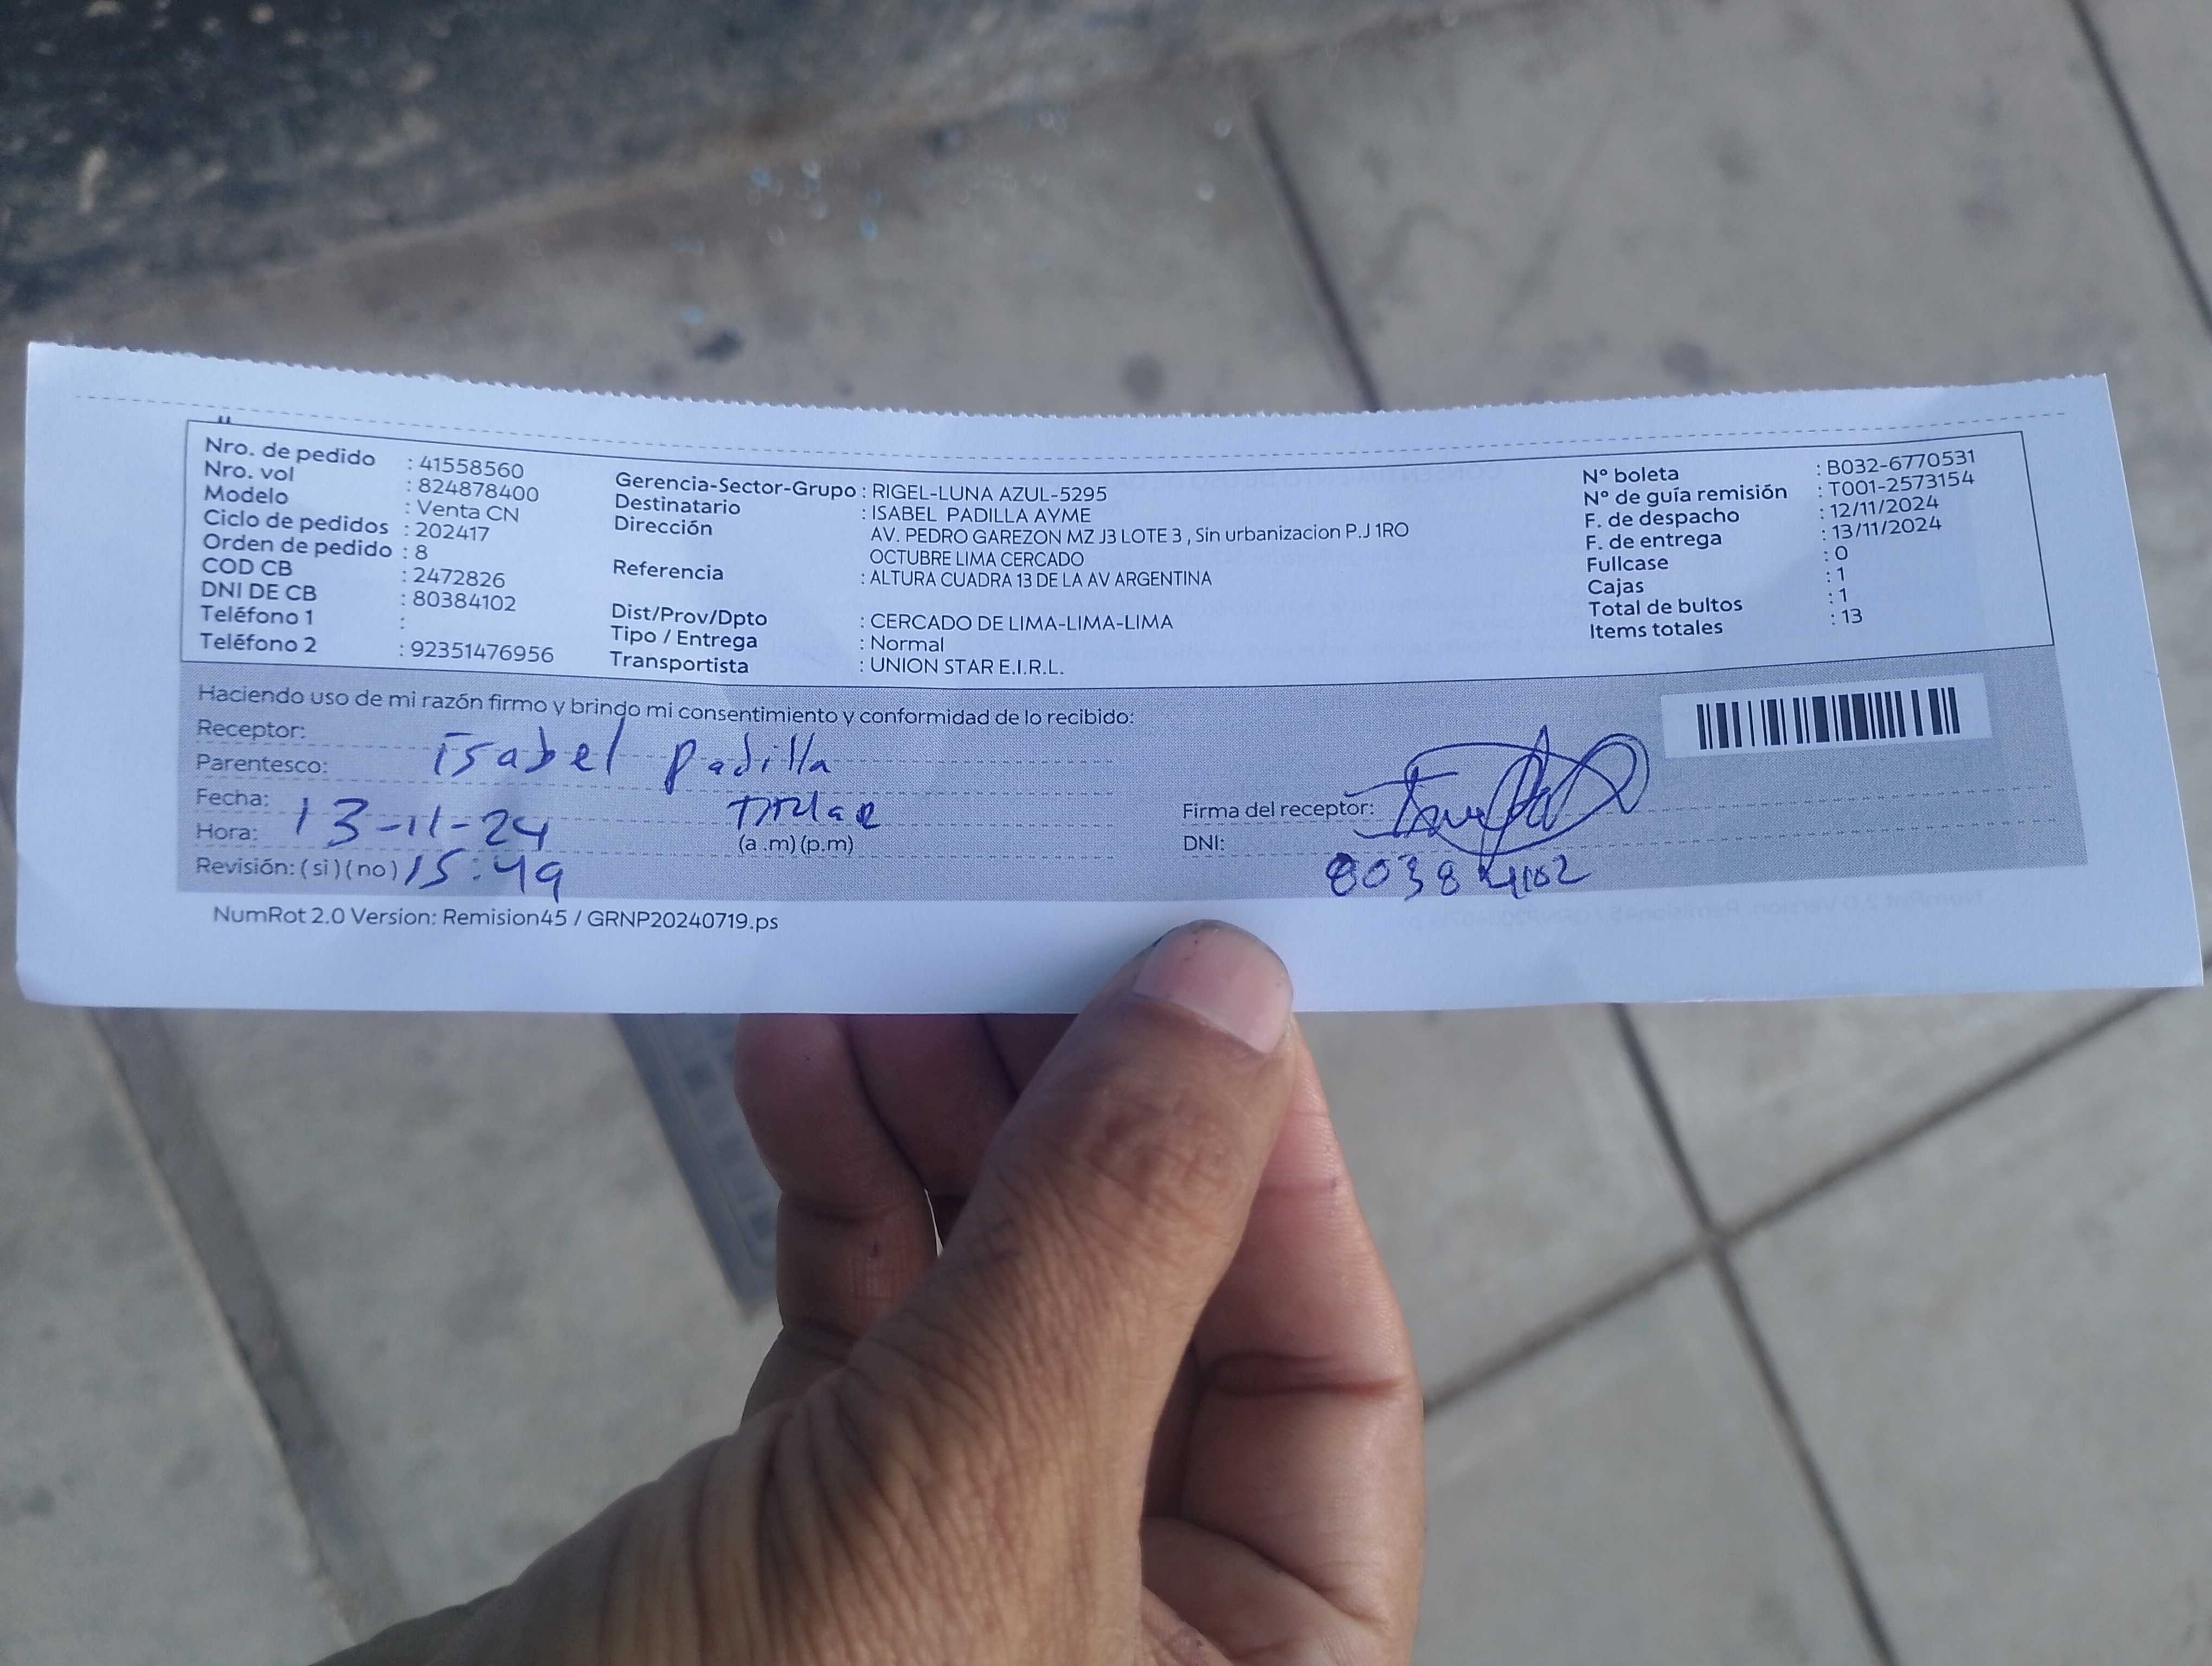 Nro. de pedido : 41558560
Nro. vol : 824878400
Modelo : Venta CN
Ciclo de pedidos : 202417
Orden de pedido : 8
COD CB : 2472826
DNI DE CB : 80384102
Teléfono 1 :
Teléfono 2 : 92351476956
Gerencia-Sector-Grupo : RIGEL-LUNA AZUL-5295
Destinatario : ISABEL PADILLA AYME
Dirección AV. PEDRO GAREZON MZ J3 LOTE 3 , Sin urbanizacion P.J 1RO
OCTUBRE LIMA CERCADO
Referencia : ALTURA CUADRA 13 DE LA AV ARGENTINA
Dist/Prov/Dpto : CERCADO DE LIMA-LIMA-LIMA
Tipo / Entrega : Normal
Transportista : UNION STAR E.I.R.L.
N° boleta : B032-6770531
N° de guía remisión : T001-2573154
F. de despacho : 12/11/2024
F. de entrega : 13/11/2024
Fullcase : 0
Cajas : 1
Total de bultos : 1
Items totales : 13
Haciendo uso de mi razón firmo y brindo mi consentimiento y conformidad de lo recibido:
Receptor: Isabel Padilla
Parentesco: Titular
Fecha: 13-11-24
Hora: 15:49 (a .m) (p.m)
Revisión: (si) (no)
Firma del receptor:
DNI: 80384102
NumRot 2.0 Version: Remision45 / GRNP20240719.ps